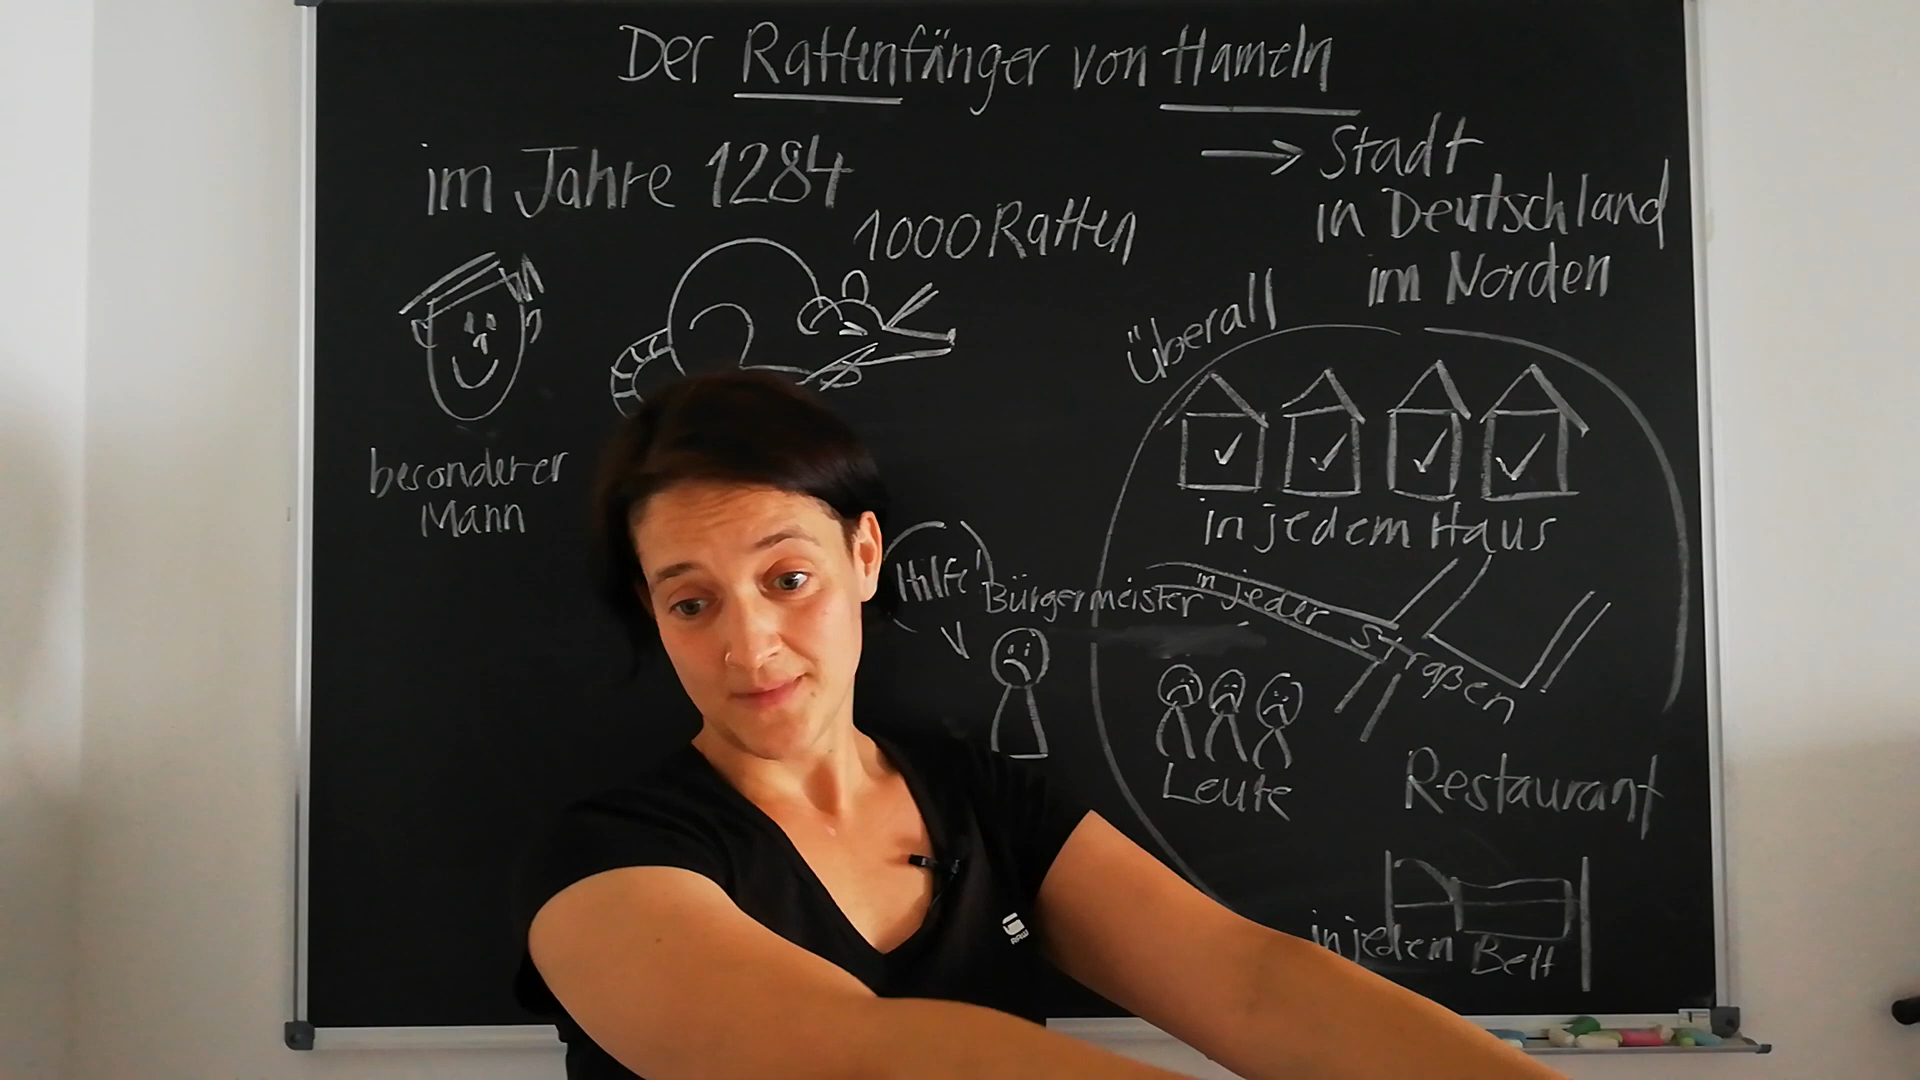 Der Rattenfänger von Hameln
im Jahre 1284
→ Stadt
in Deutschland
im Norden
1000 Ratten
überall
besonderer
Mann
in jedem Haus
Hilfe!
Bürgermeister
in jeder Straßen
Leute
Restaurant
in jedem Bett
RAW